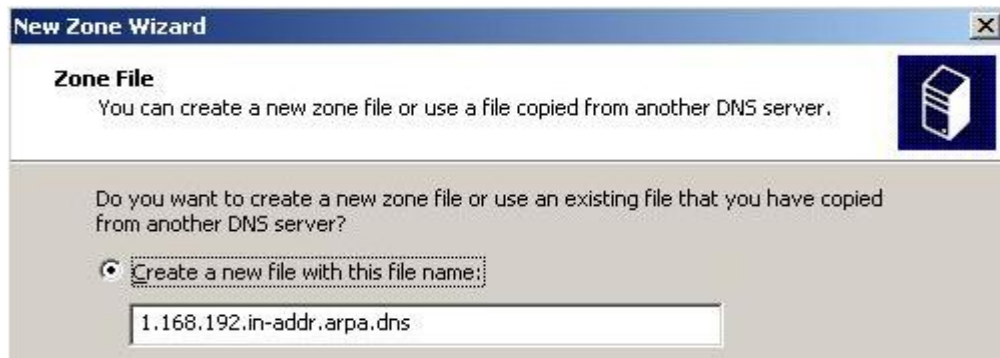 New Zone Wizard
Zone File
You can create a new zone file or use a file copied from another DNS server.
Do you want to create a new zone file or use an existing file that you have copied
from another DNS server?
Create a new file with this file name:
1.168.192.in-addr.arpa.dns